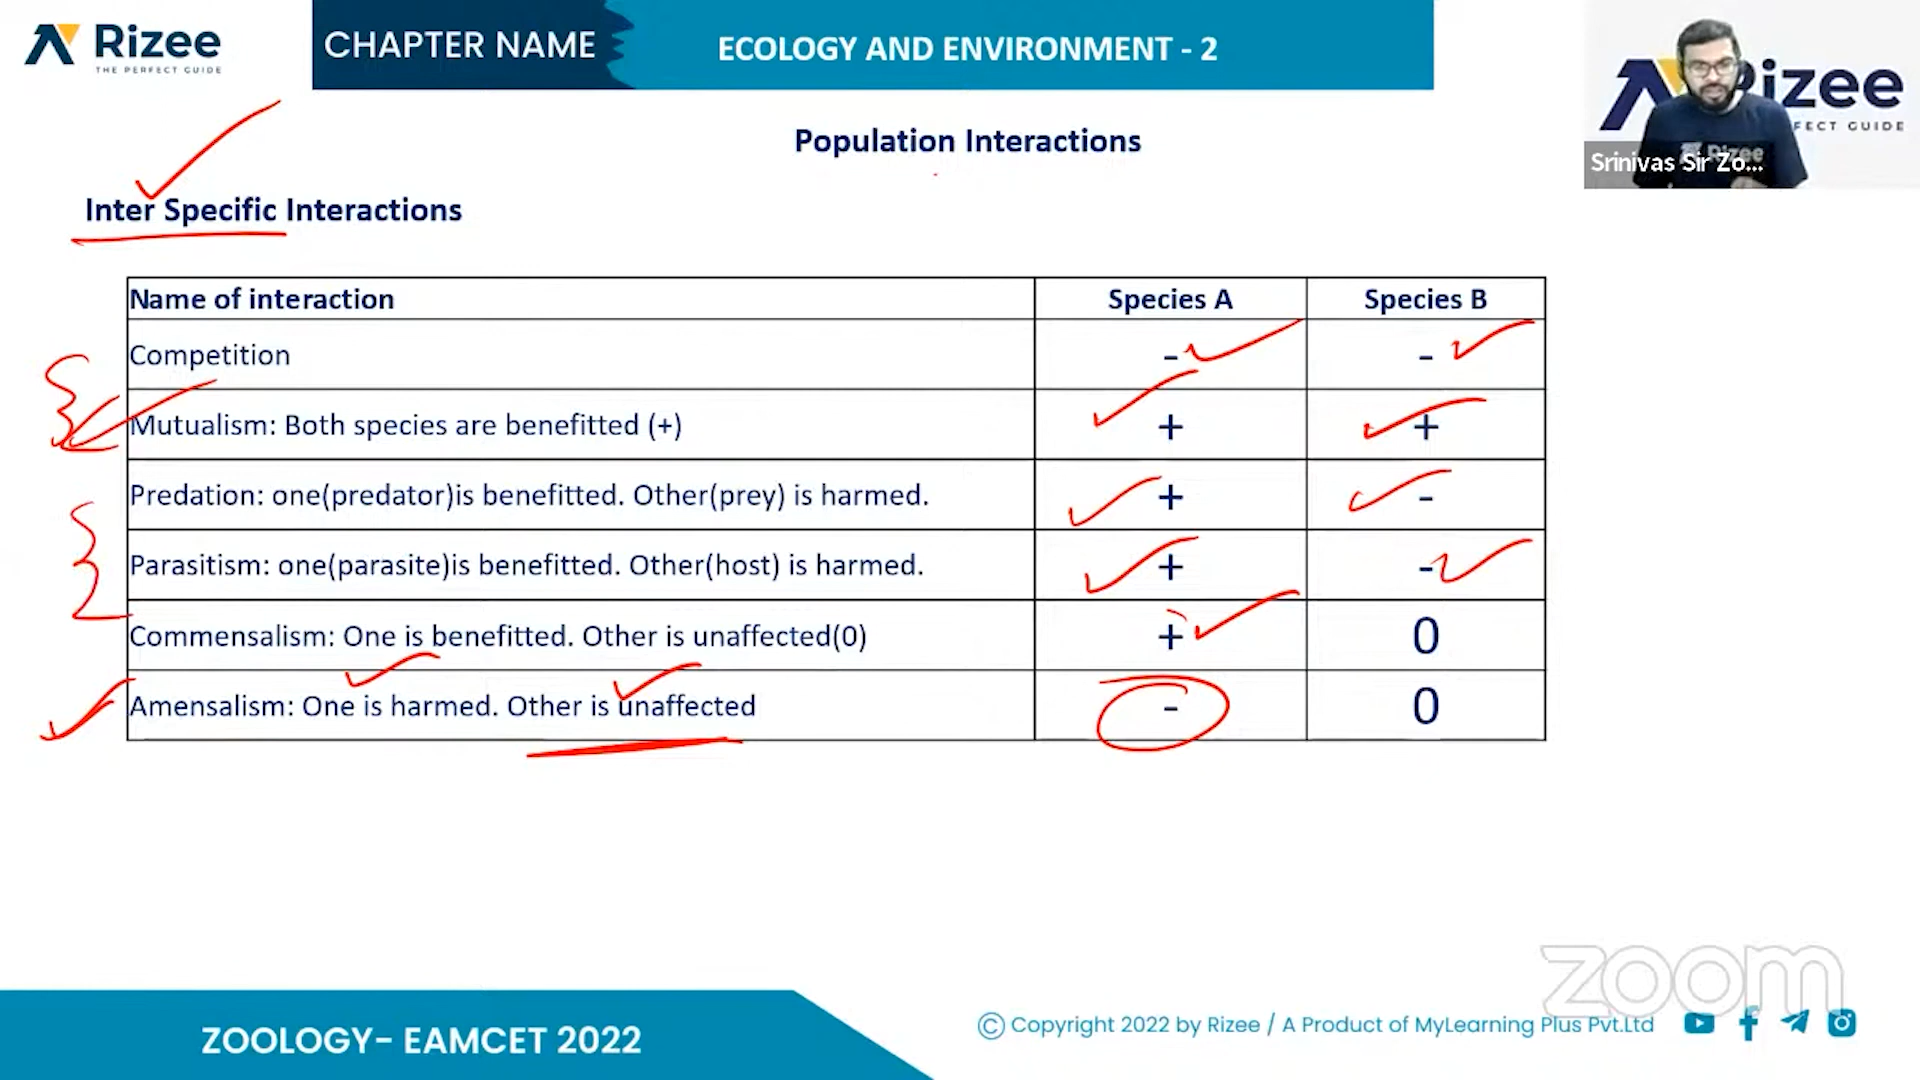 Rizee
THE PERFECT GUIDE
CHAPTER NAME
ECOLOGY AND ENVIRONMENT - 2
Rizee
FECT GUIDE
Rizee
Srinivas Sir Zo...
Population Interactions
Inter Specific Interactions
Name of interaction Species A Species B
Competition - -
Mutualism: Both species are benefitted (+) + +
Predation: one(predator)is benefitted. Other(prey) is harmed. + -
Parasitism: one(parasite)is benefitted. Other(host) is harmed. + -
Commensalism: One is benefitted. Other is unaffected(0) + 0
Amensalism: One is harmed. Other is unaffected - 0
zoom
ZOOLOGY- EAMCET 2022
© Copyright 2022 by Rizee / A Product of MyLearning Plus Pvt.Ltd